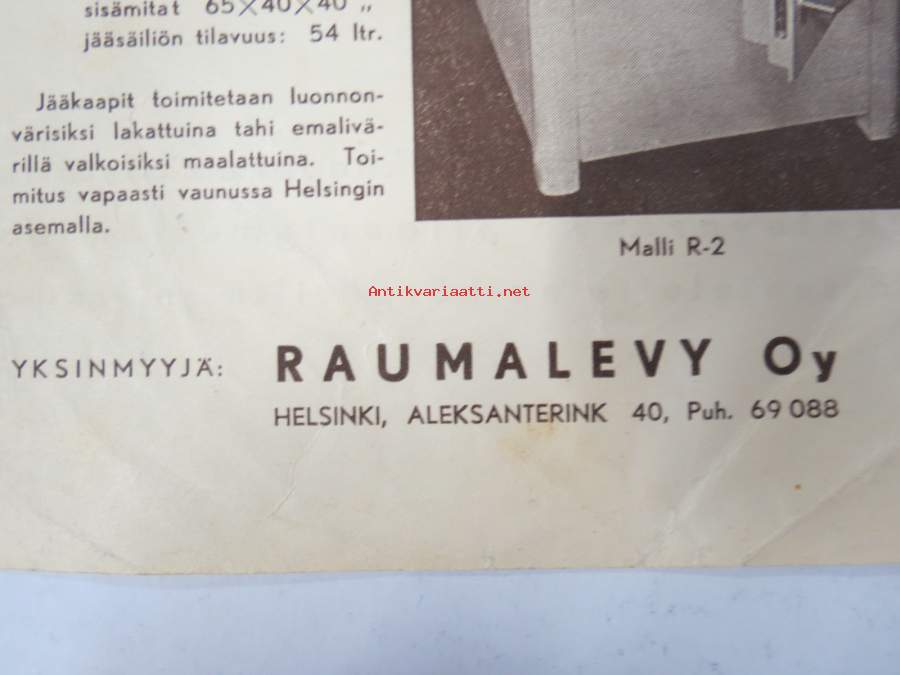 sisämitat 65×40×40 „
jääsäiliön tilavuus: 54 ltr.
Jääkaapit toimitetaan luonnon-
värisiksi lakattuina tahi emalivä-
rillä valkoisiksi maalattuina. Toi-
mitus vapaasti vaunussa Helsingin
asemalla.
Malli R-2
Antikvariaatti.net
YKSINMYYJÄ: RAUMALEVY Oy
HELSINKI, ALEKSANTERINK 40, Puh. 69 088